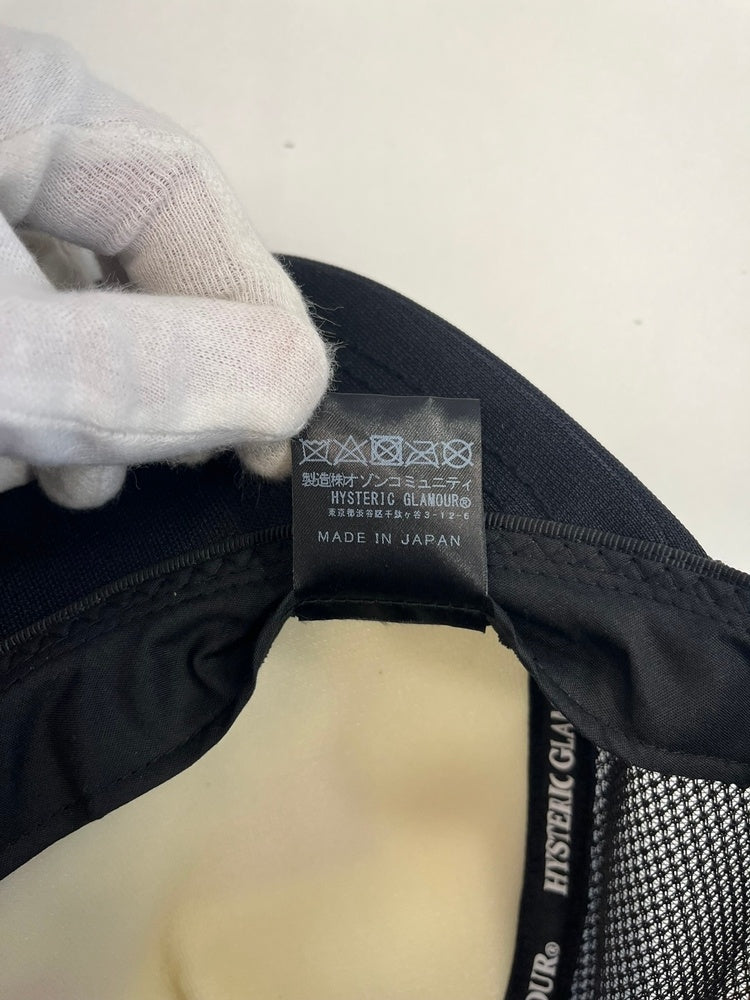 製造(株)オゾンコミュニティ
HYSTERIC GLAMOUR®
東京都渋谷区千駄ヶ谷3-12-6
MADE IN JAPAN
HYSTERIC GLA
OUR®